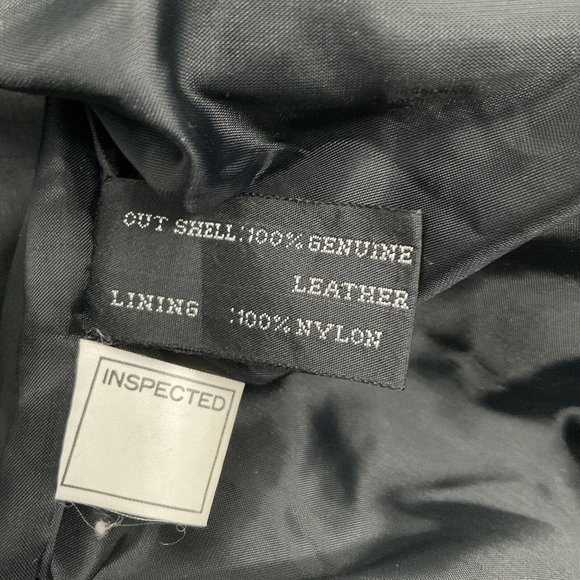 OUT SHELL:100% GENUINE
LEATHER
LINING :100% NYLON
INSPECTED